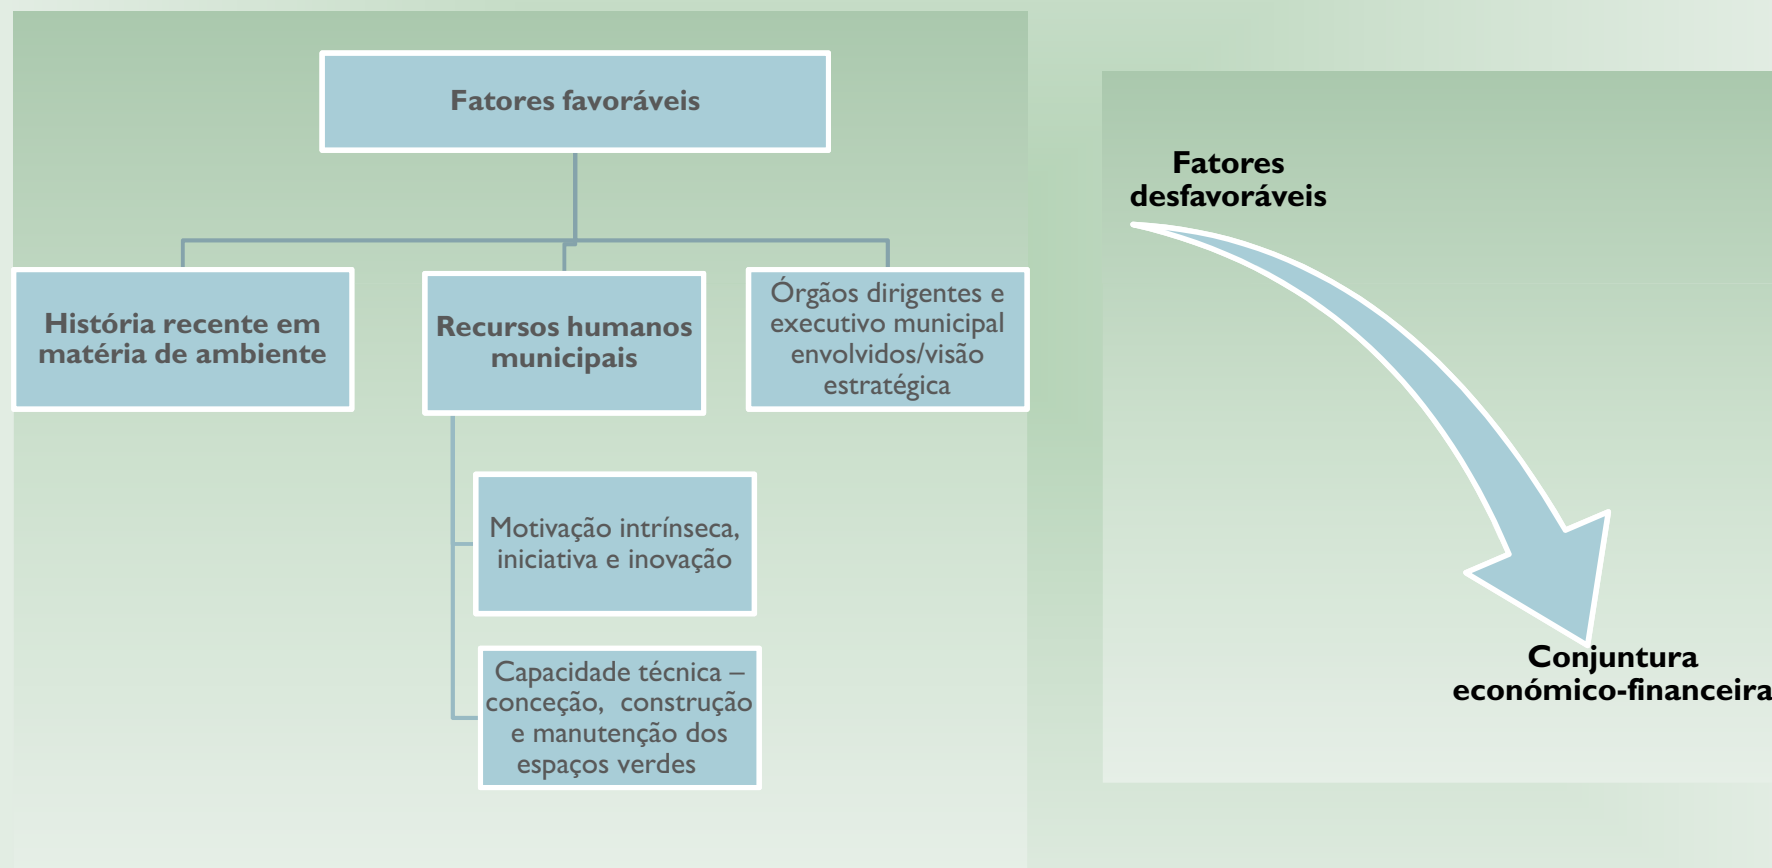 Fatores favoráveis
História recente em
matéria de ambiente
Recursos humanos
municipais
Órgãos dirigentes e
executivo municipal
envolvidos/visão
estratégica
Motivação intrínseca,
iniciativa e inovação
Capacidade técnica –
conceção, construção
e manutenção dos
espaços verdes
Fatores
desfavoráveis
Conjuntura
económico-financeira